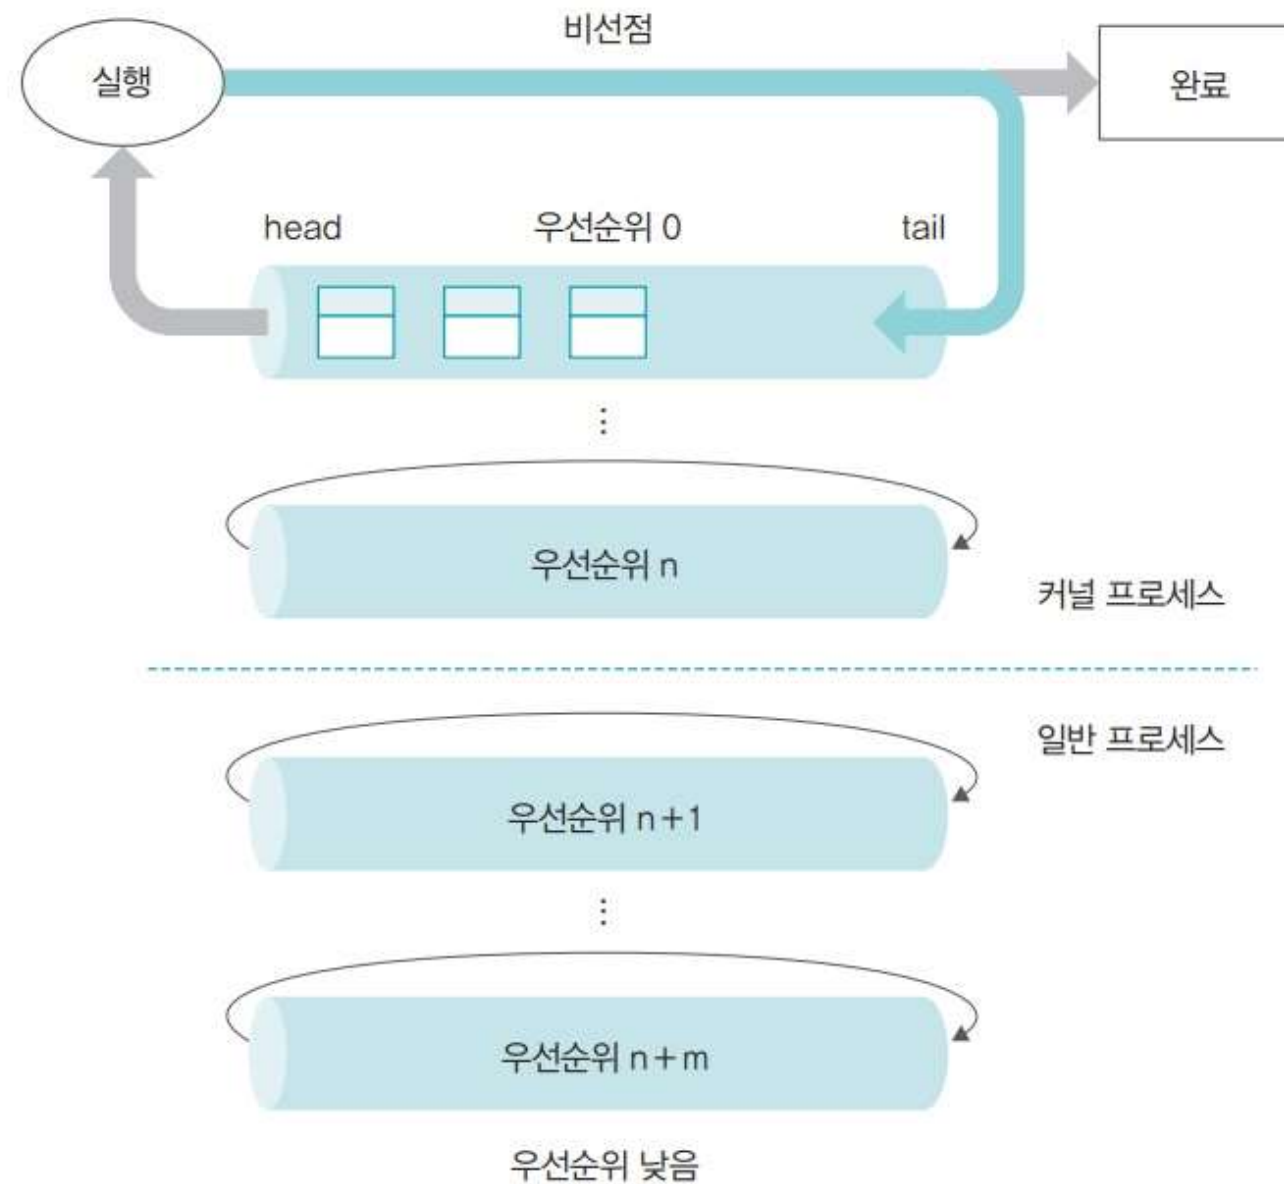 비선점
실행
완료
head
우선순위 0
tail
⋮
우선순위 n
커널 프로세스
일반 프로세스
우선순위 n+1
⋮
우선순위 n+m
우선순위 낮음